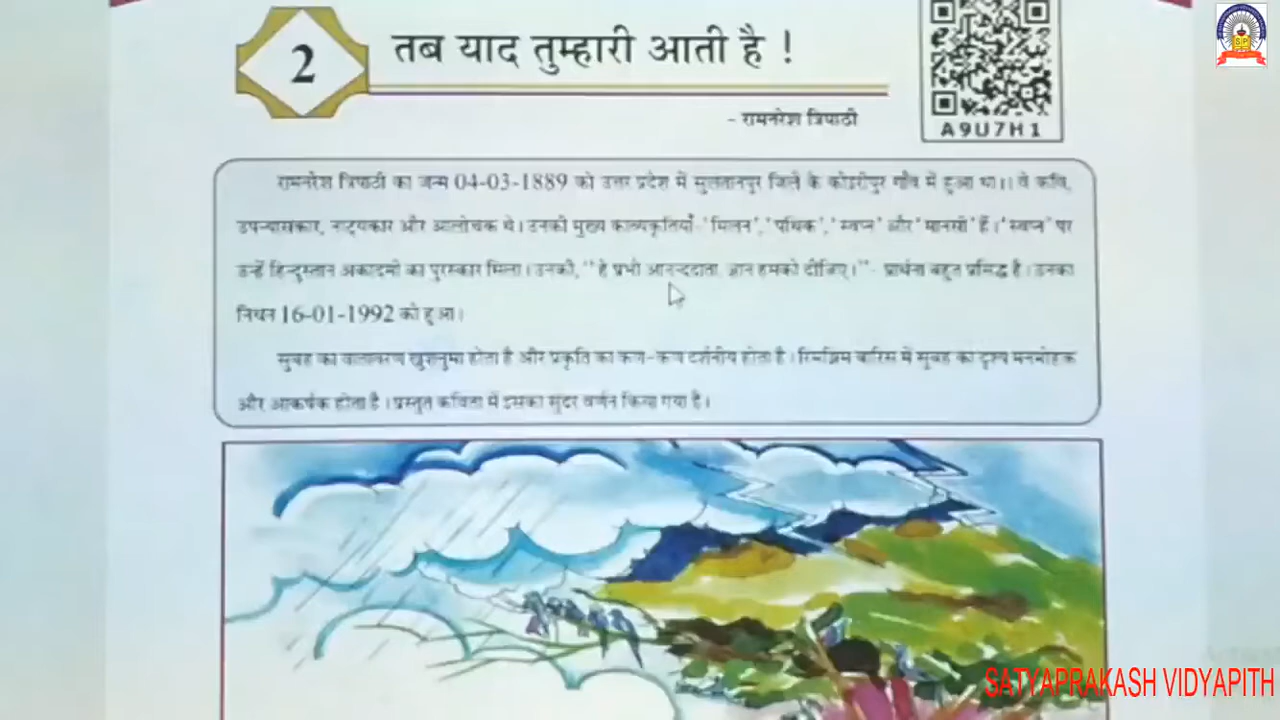 2
तब याद तुम्हारी आती है !
A9U7H1
- रामनरेश त्रिपाठी
रामनरेश त्रिपाठी का जन्म 04-03-1889 को उत्तर प्रदेश में सुलतानपुर जिले के कोइरीपुर गाँव में हुआ था।। वे कवि,
उपन्यासकार, नाट्यकार और आलोचक थे। उनकी मुख्य काव्यकृतियाँ-'मिलन','पथिक','स्वप्न' और 'मानसी' हैं। 'स्वप्न' पर
उन्हें हिन्दुस्तान अकादमी का पुरस्कार मिला। उनकी, "हे प्रभी आनन्ददाता ज्ञान हमको दीजिए।"- प्रार्थना बहुत प्रसिद्ध है। उनका
निधन 16-01-1992 को हुआ।
सुबह का वातावरण खुशनुमा होता है और प्रकृति का कण-कण दर्शनीय होता है। रिमझिम बारिस में सुबह का दृश्य मनमोहक
और आकर्षक होता है। प्रस्तुत कविता में इसका सुंदर वर्णन किया गया है।
SATYAPRAKASH VIDYAPITH